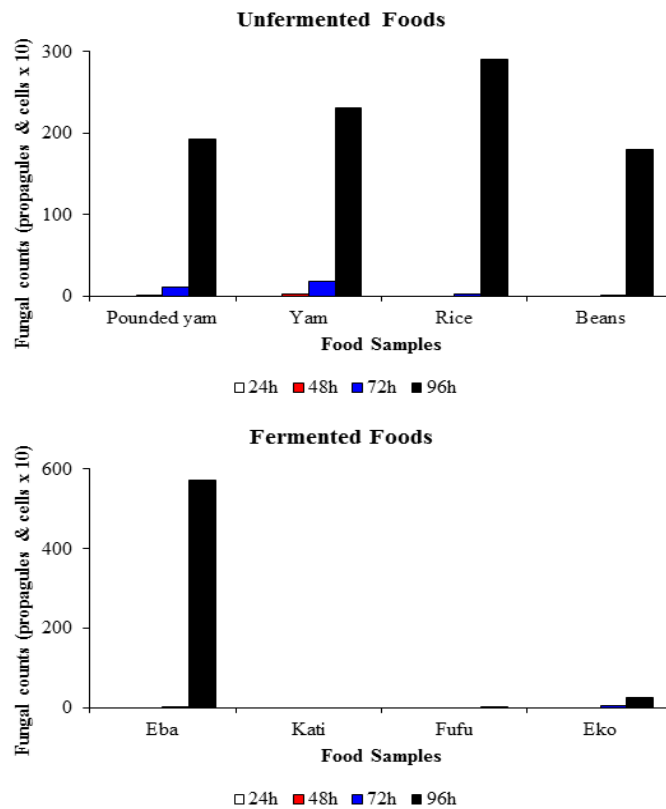 Unfermented Foods
Fungal counts (propagules & cells x 10)
300
200
100
0
Pounded yam Yam Rice Beans
Food Samples
24h 48h 72h 96h
Fermented Foods
Fungal counts (propagules & cells x 10)
600
400
200
0
Eba Kati Fufu Eko
Food Samples
24h 48h 72h 96h